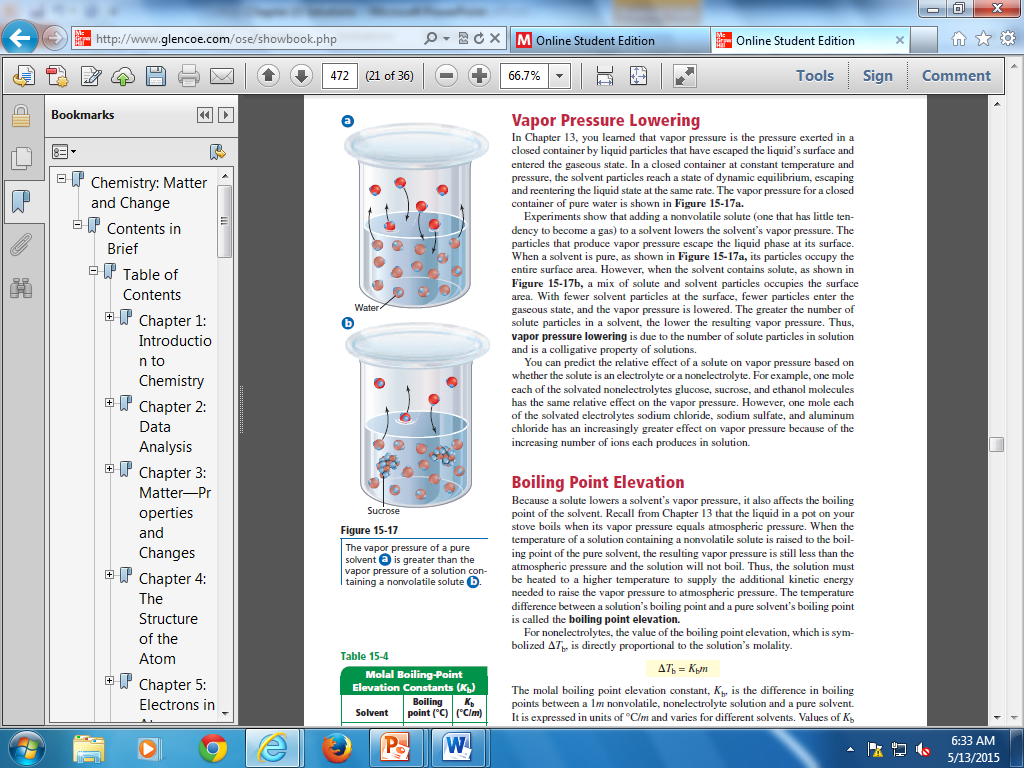 http://www.glencoe.com/ose/showbook.php
Online Student Edition
Online Student Edition
472
(21 of 36)
66.7%
Tools
Sign
Comment
Bookmarks
Chemistry: Matter
and Change
Contents in
Brief
Table of
Contents
Chapter 1:
Introductio
n to
Chemistry
Chapter 2:
Data
Analysis
Chapter 3:
Matter—Pr
operties
and
Changes
Chapter 4:
The
Structure
of the
Atom
Chapter 5:
Electrons in
a
Water
b
Sucrose
Figure 15-17
The vapor pressure of a pure
solvent a is greater than the
vapor pressure of a solution con-
taining a nonvolatile solute b.
Table 15-4
Molal Boiling-Point
Elevation Constants (Kb)
Solvent
Boiling
point (°C)
Kb
(°C/m)
Vapor Pressure Lowering
In Chapter 13, you learned that vapor pressure is the pressure exerted in a
closed container by liquid particles that have escaped the liquid's surface and
entered the gaseous state. In a closed container at constant temperature and
pressure, the solvent particles reach a state of dynamic equilibrium, escaping
and reentering the liquid state at the same rate. The vapor pressure for a closed
container of pure water is shown in Figure 15-17a.
Experiments show that adding a nonvolatile solute (one that has little ten-
dency to become a gas) to a solvent lowers the solvent's vapor pressure. The
particles that produce vapor pressure escape the liquid phase at its surface.
When a solvent is pure, as shown in Figure 15-17a, its particles occupy the
entire surface area. However, when the solvent contains solute, as shown in
Figure 15-17b, a mix of solute and solvent particles occupies the surface
area. With fewer solvent particles at the surface, fewer particles enter the
gaseous state, and the vapor pressure is lowered. The greater the number of
solute particles in a solvent, the lower the resulting vapor pressure. Thus,
vapor pressure lowering is due to the number of solute particles in solution
and is a colligative property of solutions.
You can predict the relative effect of a solute on vapor pressure based on
whether the solute is an electrolyte or a nonelectrolyte. For example, one mole
each of the solvated nonelectrolytes glucose, sucrose, and ethanol molecules
has the same relative effect on the vapor pressure. However, one mole each
of the solvated electrolytes sodium chloride, sodium sulfate, and aluminum
chloride has an increasingly greater effect on vapor pressure because of the
increasing number of ions each produces in solution.
Boiling Point Elevation
Because a solute lowers a solvent's vapor pressure, it also affects the boiling
point of the solvent. Recall from Chapter 13 that the liquid in a pot on your
stove boils when its vapor pressure equals atmospheric pressure. When the
temperature of a solution containing a nonvolatile solute is raised to the boil-
ing point of the pure solvent, the resulting vapor pressure is still less than the
atmospheric pressure and the solution will not boil. Thus, the solution must
be heated to a higher temperature to supply the additional kinetic energy
needed to raise the vapor pressure to atmospheric pressure. The temperature
difference between a solution's boiling point and a pure solvent's boiling point
is called the boiling point elevation.
For nonelectrolytes, the value of the boiling point elevation, which is sym-
bolized ΔTb, is directly proportional to the solution's molality.
ΔTb = Kbm
The molal boiling point elevation constant, Kb, is the difference in boiling
points between a 1m nonvolatile, nonelectrolyte solution and a pure solvent.
It is expressed in units of °C/m and varies for different solvents. Values of Kb
6:33 AM
5/13/2015